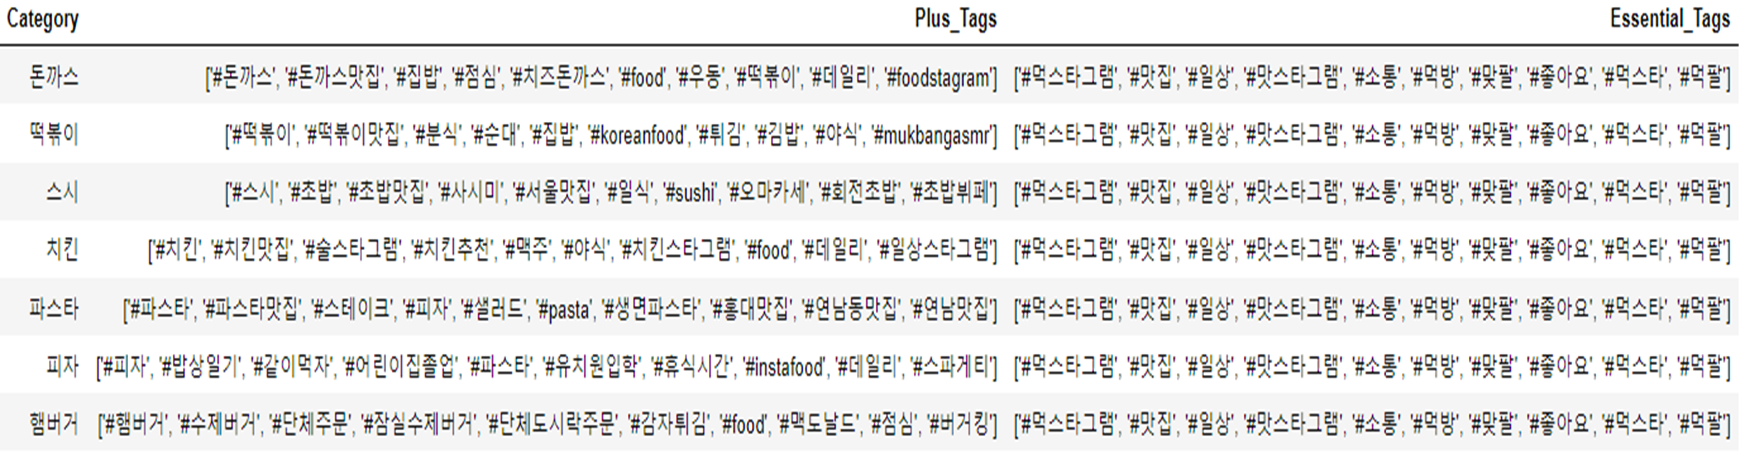 Category Plus_Tags Essential_Tags
돈까스 ['#돈까스', '#돈까스맛집', '#집밥', '#점심', '#치즈돈까스', '#food', '#우동', '#떡볶이', '#데일리', '#foodstagram'] ['#먹스타그램', '#맛집', '#일상', '#맛스타그램', '#소통', '#먹방', '#맞팔', '#좋아요', '#먹스타', '#먹팔']
떡볶이 ['#떡볶이', '#떡볶이맛집', '#분식', '#순대', '#집밥', '#koreanfood', '#튀김', '#김밥', '#야식', '#mukbangasmr'] ['#먹스타그램', '#맛집', '#일상', '#맛스타그램', '#소통', '#먹방', '#맞팔', '#좋아요', '#먹스타', '#먹팔']
스시 ['#스시', '#초밥', '#초밥맛집', '#사시미', '#서울맛집', '#일식', '#sushi', '#오마카세', '#회전초밥', '#초밥뷔페'] ['#먹스타그램', '#맛집', '#일상', '#맛스타그램', '#소통', '#먹방', '#맞팔', '#좋아요', '#먹스타', '#먹팔']
치킨 ['#치킨', '#치킨맛집', '#술스타그램', '#치킨추천', '#맥주', '#야식', '#치킨스타그램', '#food', '#데일리', '#일상스타그램'] ['#먹스타그램', '#맛집', '#일상', '#맛스타그램', '#소통', '#먹방', '#맞팔', '#좋아요', '#먹스타', '#먹팔']
파스타 ['#파스타', '#파스타맛집', '#스테이크', '#피자', '#샐러드', '#pasta', '#생면파스타', '#홍대맛집', '#연남동맛집', '#연남맛집'] ['#먹스타그램', '#맛집', '#일상', '#맛스타그램', '#소통', '#먹방', '#맞팔', '#좋아요', '#먹스타', '#먹팔']
피자 ['#피자', '#밥상일기', '#같이먹자', '#어린이집졸업', '#파스타', '#유치원입학', '#휴식시간', '#instafood', '#데일리', '#스파게티'] ['#먹스타그램', '#맛집', '#일상', '#맛스타그램', '#소통', '#먹방', '#맞팔', '#좋아요', '#먹스타', '#먹팔']
햄버거 ['#햄버거', '#수제버거', '#단체주문', '#잠실수제버거', '#단체도시락주문', '#감자튀김', '#food', '#맥도날드', '#점심', '#버거킹'] ['#먹스타그램', '#맛집', '#일상', '#맛스타그램', '#소통', '#먹방', '#맞팔', '#좋아요', '#먹스타', '#먹팔']